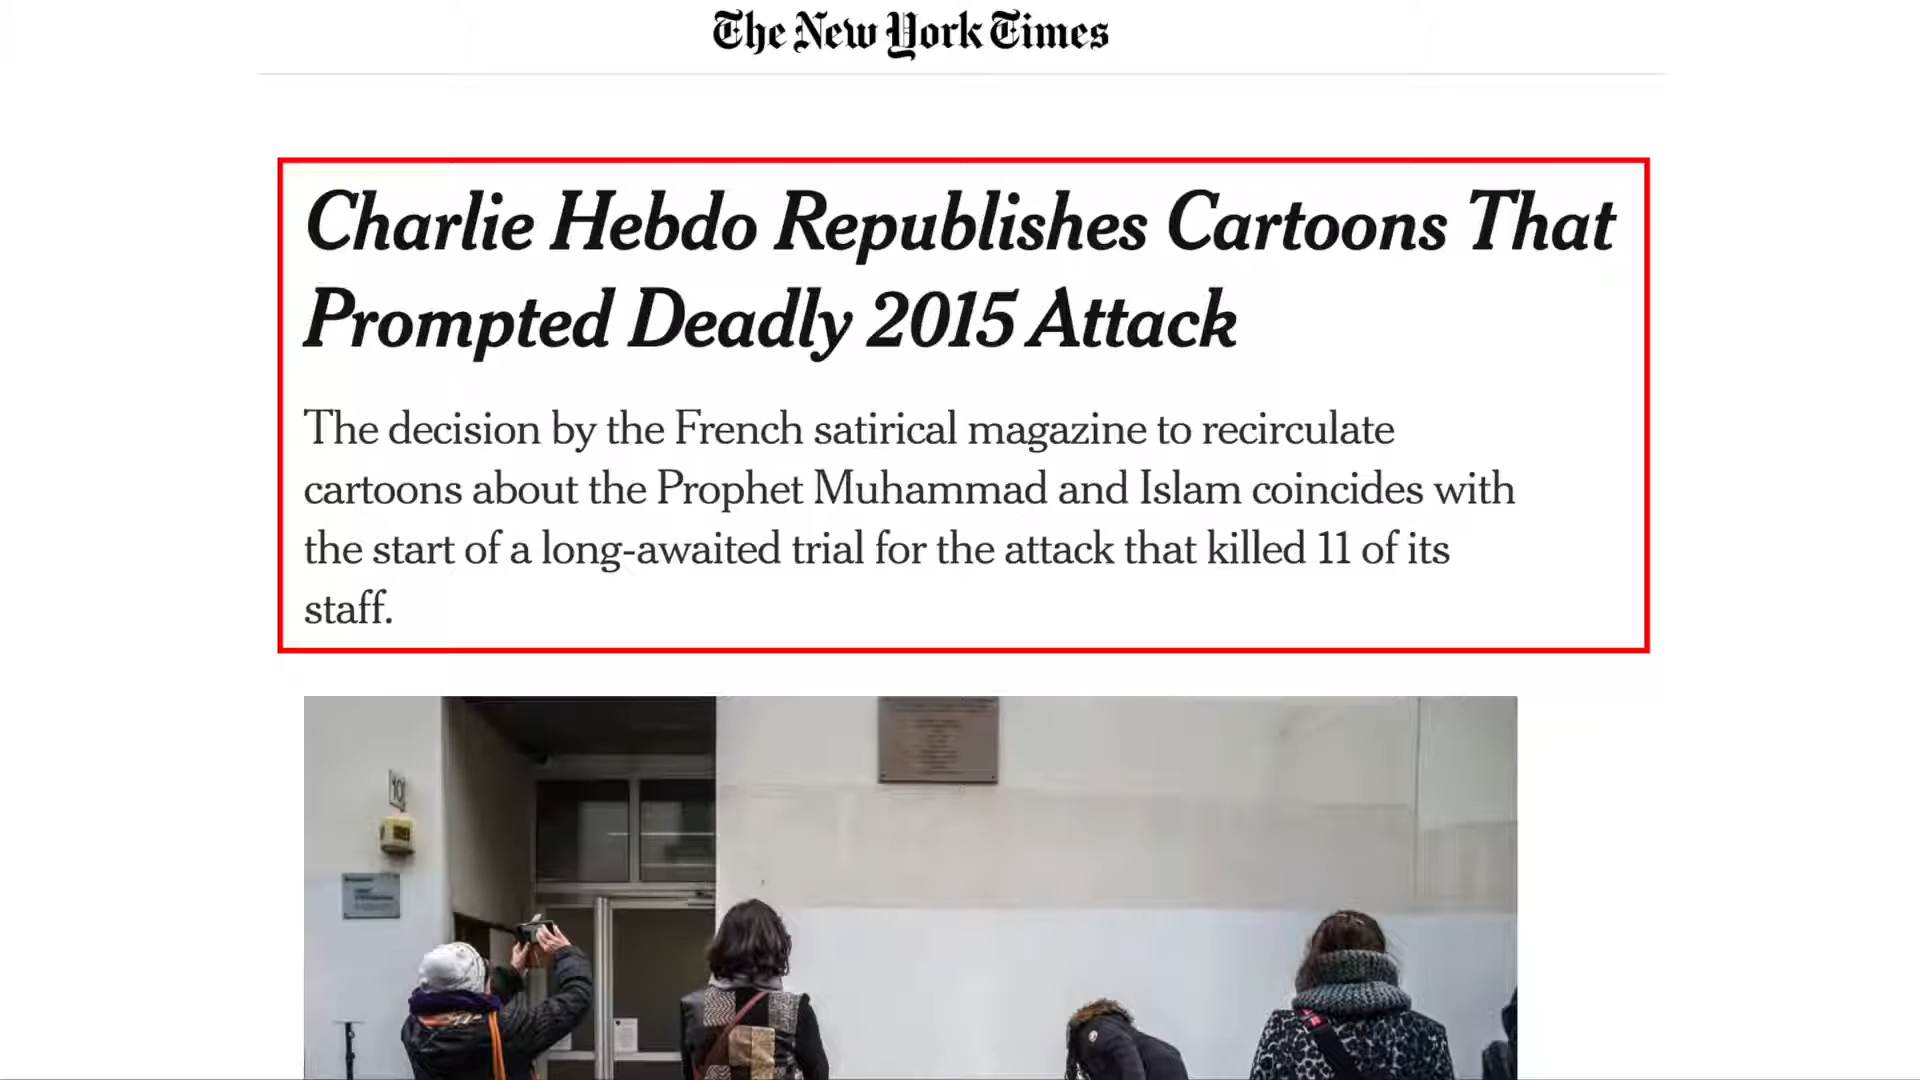 The New York Times
Charlie Hebdo Republishes Cartoons That
Prompted Deadly 2015 Attack
The decision by the French satirical magazine to recirculate
cartoons about the Prophet Muhammad and Islam coincides with
the start of a long-awaited trial for the attack that killed 11 of its
staff.
10